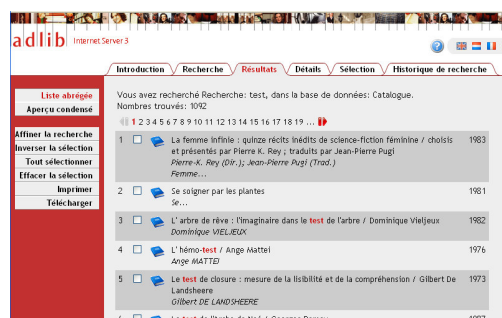 adlib Internet Server 3
Introduction Recherche Résultats Détails Sélection Historique de recherche
Liste abrégée
Aperçu condensé
Affiner la recherche
Inverser la sélection
Tout sélectionner
Effacer la sélection
Imprimer
Télécharger
Vous avez recherché Recherche: test, dans la base de données: Catalogue.
Nombres trouvés: 1092
1 2 3 4 5 6 7 8 9 10 11 12 13 14 15 16 17 18 19 ...
1 La femme infinie : quinze récits inédits de science-fiction féminine / choisis 1983
et présentés par Pierre K. Rey ; traduits par Jean-Pierre Pugi
Pierre-K. Rey (Dir.); Jean-Pierre Pugi (Trad.)
Femme...
2 Se soigner par les plantes 1981
Se...
3 L' arbre de rêve : l'imaginaire dans le test de l'arbre / Dominique Vieljeux 1982
Dominique VIELJEUX
4 L' hémo-test / Ange Mattei 1976
Ange MATTEI
5 Le test de closure : mesure de la lisibilité et de la compréhension / Gilbert De 1973
Landsheere
Gilbert DE LANDSHEERE